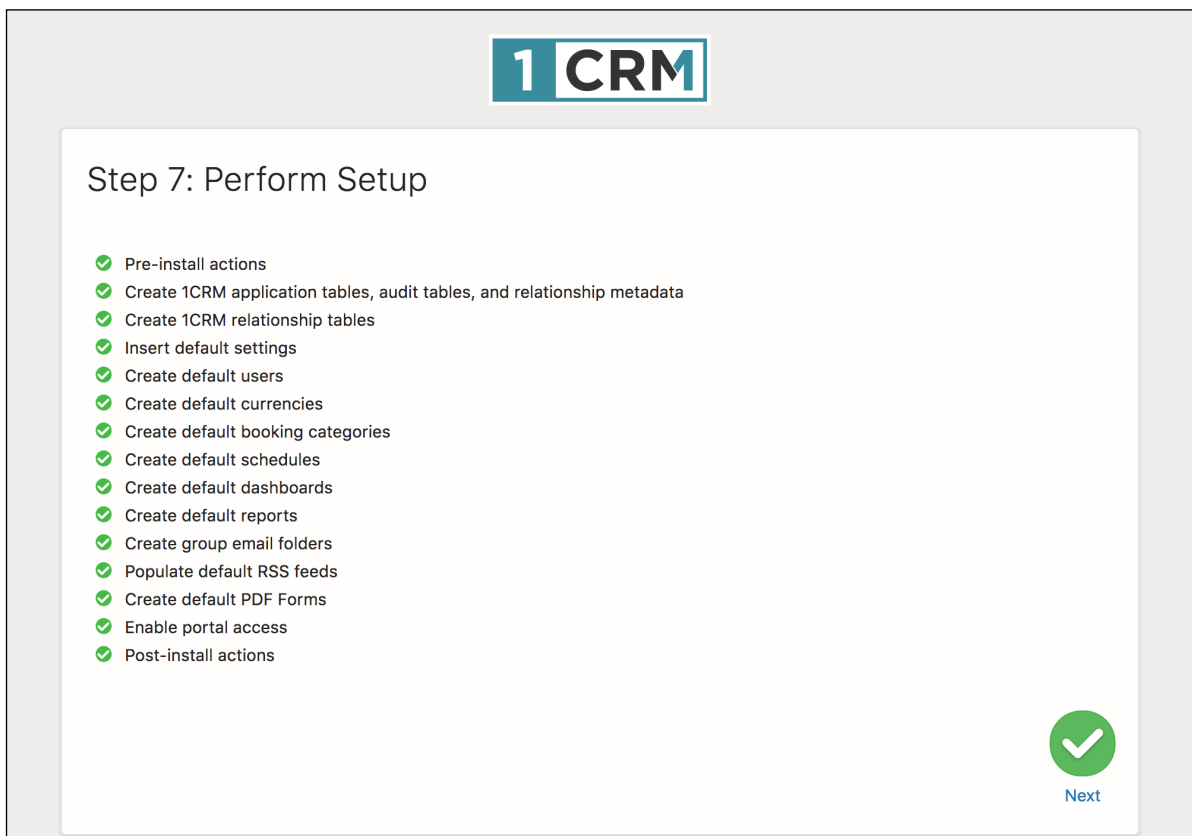 1 CRM
Step 7: Perform Setup
Pre-install actions
Create 1CRM application tables, audit tables, and relationship metadata
Create 1CRM relationship tables
Insert default settings
Create default users
Create default currencies
Create default booking categories
Create default schedules
Create default dashboards
Create default reports
Create group email folders
Populate default RSS feeds
Create default PDF Forms
Enable portal access
Post-install actions
Next